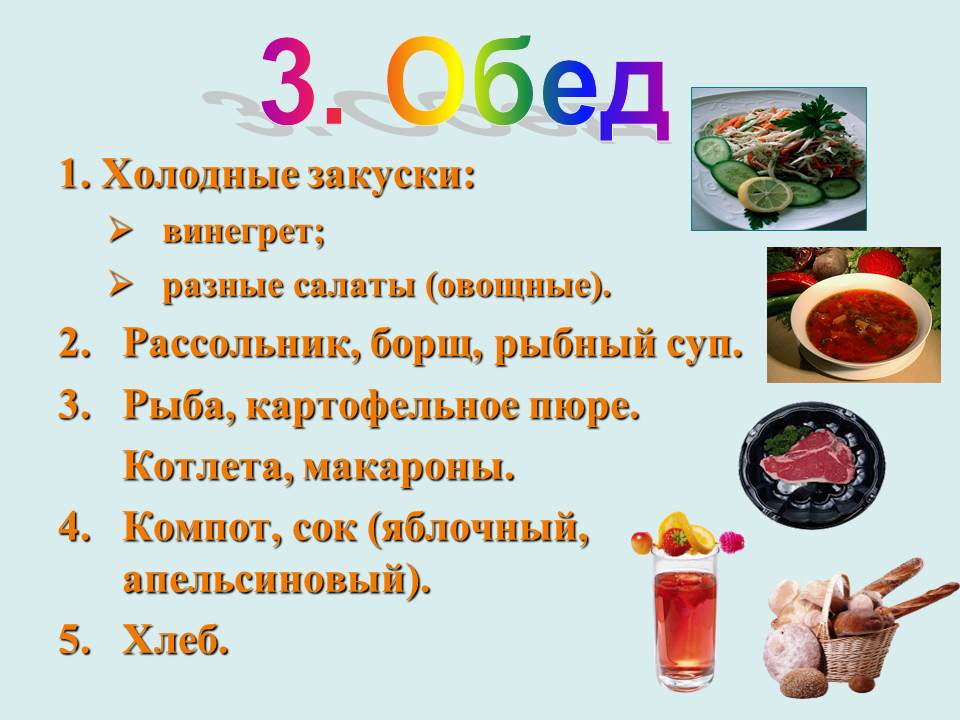 3. Обед
1. Холодные закуски:
винегрет;
разные салаты (овощные).
2. Рассольник, борщ, рыбный суп.
3. Рыба, картофельное пюре.
Котлета, макароны.
4. Компот, сок (яблочный,
апельсиновый).
5. Хлеб.